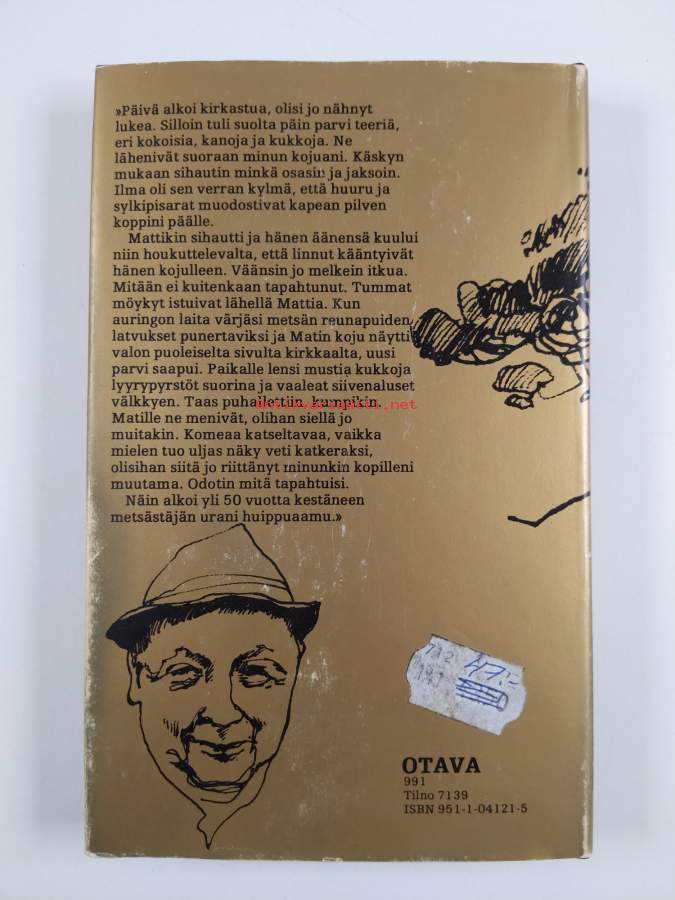 »Päivä alkoi kirkastua, olisi jo nähnyt
lukea. Silloin tuli suolta päin parvi teeriä,
eri kokoisia, kanoja ja kukkoja. Ne
lähenivät suoraan minun kojuani. Käskyn
mukaan sihautin minkä osasin ja jaksoin.
Ilma oli sen verran kylmä, että huuru ja
sylkipisarat muodostivat kapean pilven
koppini päälle.
Mattikin sihautti ja hänen äänensä kuului
niin houkuttelevalta, että linnut kääntyivät
hänen kojulleen. Väänsin jo melkein itkua.
Mitään ei kuitenkaan tapahtunut. Tummat
möykyt istuivat lähellä Mattia. Kun
auringon laita värjäsi metsän reunapuiden
latvukset punertaviksi ja Matin koju näytti
valon puoleiselta sivulta kirkkaalta, uusi
parvi saapui. Paikalle lensi mustia kukkoja
lyyrypyrstöt suorina ja vaaleat siivenaluset
välkkyen. Taas puhallettiin, kumpikin.
Matille ne menivät, olihan siellä jo
muitakin. Komeaa katseltavaa, vaikka
mielen tuo uljas näky veti katkeraksi,
olisihan siitä jo riittänyt minunkin kopilleni
muutama. Odotin mitä tapahtuisi.
Näin alkoi yli 50 vuotta kestäneen
metsästäjän urani huippuaamu.»
47:-
OTAVA
991
Tilno 7139
ISBN 951-1-04121-5